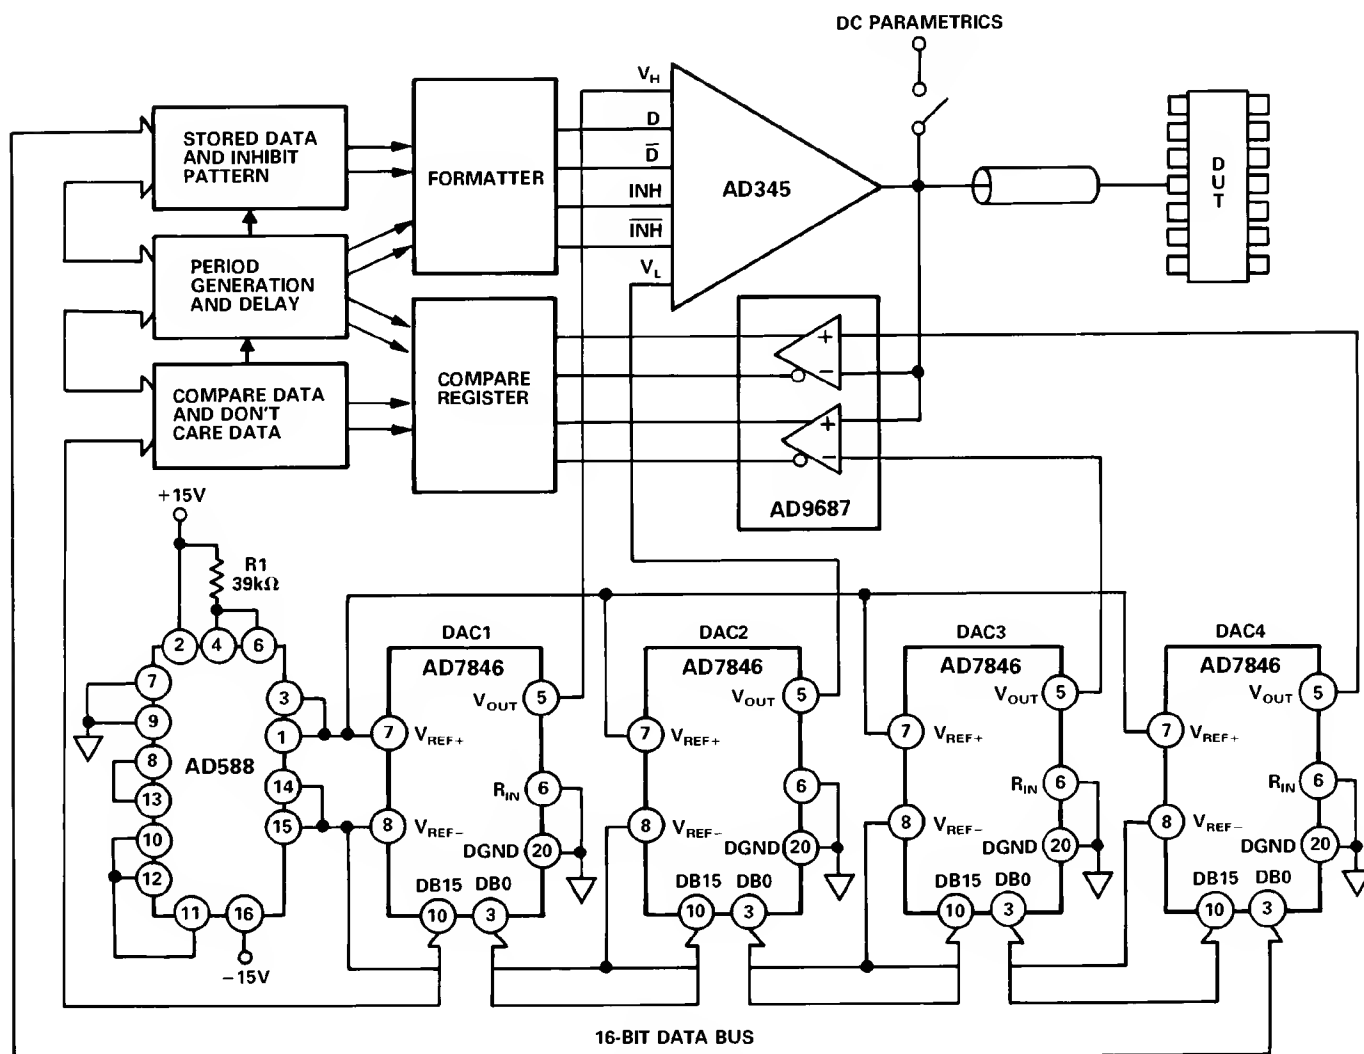 DC PARAMETRICS
STORED DATA
AND INHIBIT
PATTERN
FORMATTER
V_H
D
D̅
INH
I̅N̅H̅
V_L
AD345
DUT
PERIOD
GENERATION
AND DELAY
COMPARE
REGISTER
COMPARE DATA
AND DON'T
CARE DATA
+
−
+
−
AD9687
+15V
R1
39kΩ
2
4
6
7
9
8
13
10
12
11
16
3
1
14
15
AD588
−15V
DAC1
AD7846
V_OUT
5
7
V_REF+
R_IN
6
8
V_REF−
DGND
20
DB15
DB0
10
3
DAC2
AD7846
V_OUT
5
7
V_REF+
6
8
V_REF−
20
DB15
DB0
10
3
DAC3
AD7846
V_OUT
5
7
V_REF+
R_IN
6
8
V_REF−
DGND
20
DB15
DB0
10
3
DAC4
AD7846
V_OUT
5
7
V_REF+
R_IN
6
8
V_REF−
DGND
20
DB15
DB0
10
3
16-BIT DATA BUS